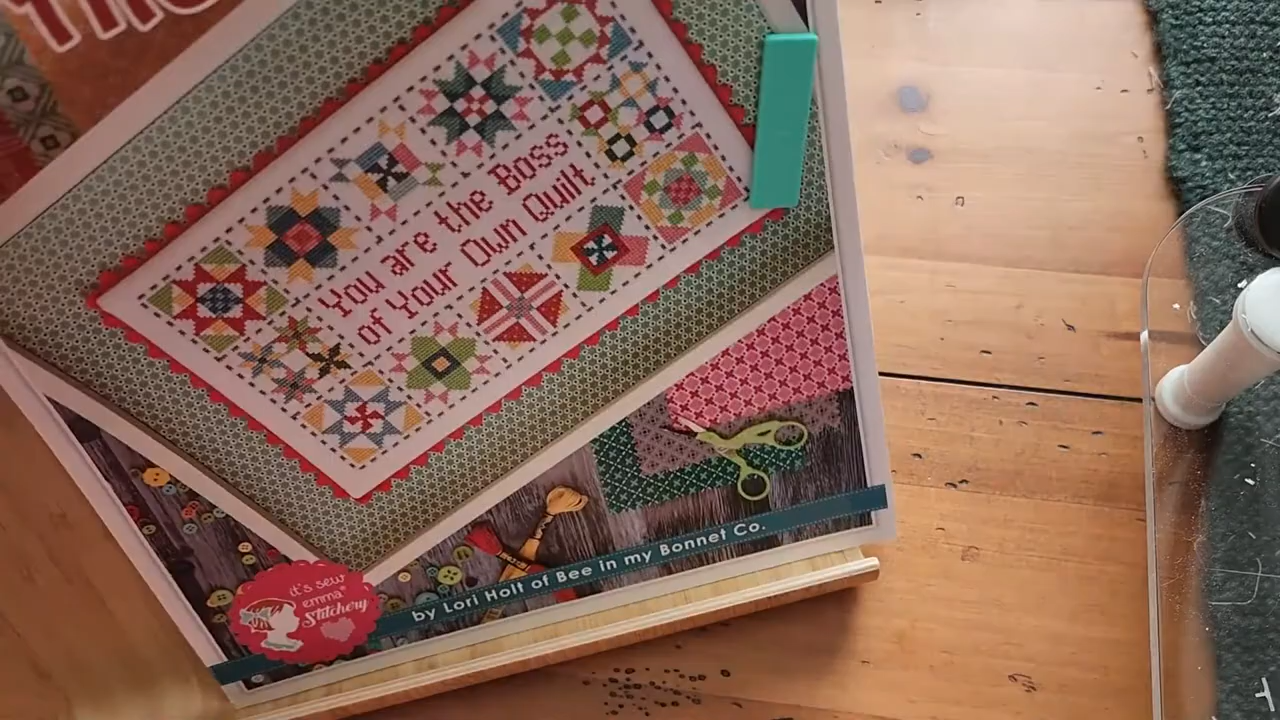 You are the Boss
of Your Own Quilt
by Lori Holt of Bee in my Bonnet Co.
it's sew
emma®
Stitchery